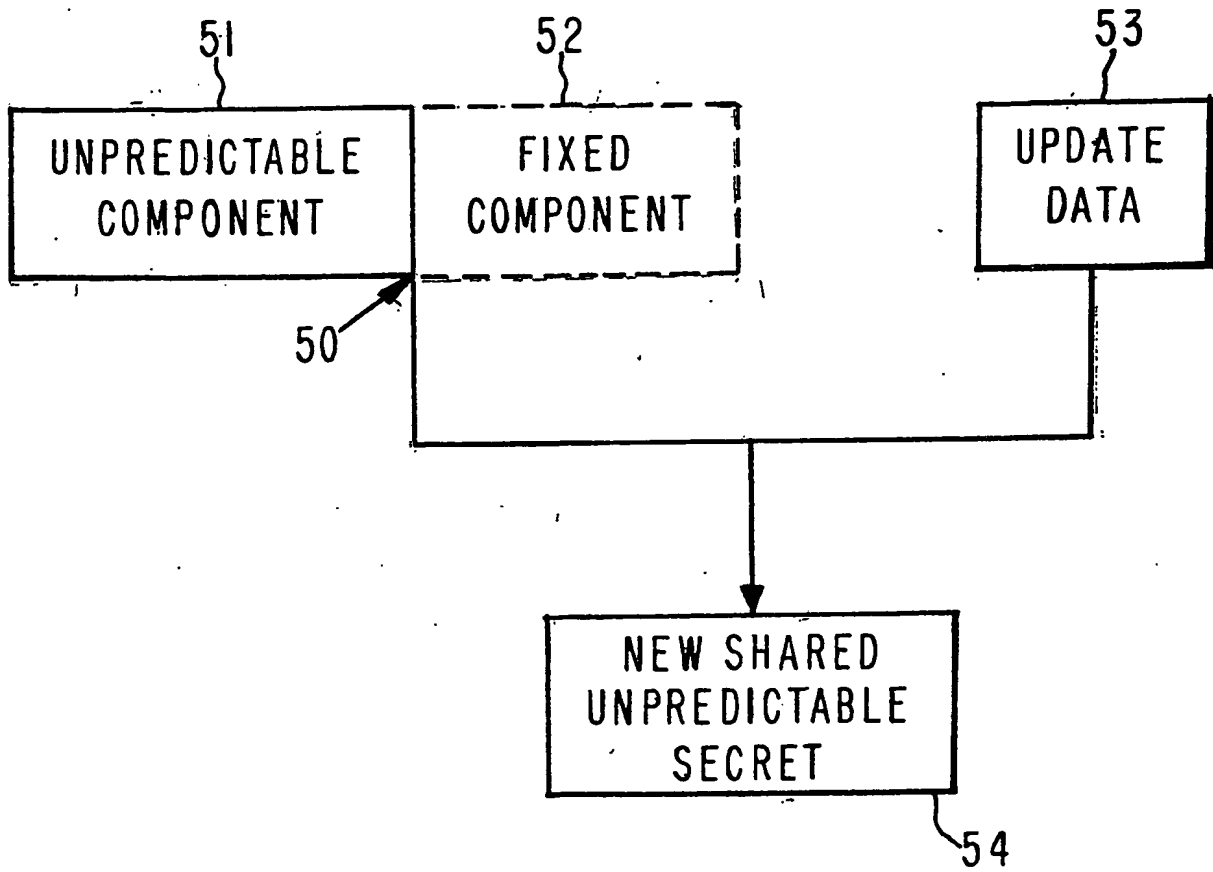 51
52
53
UNPREDICTABLE
COMPONENT
FIXED
COMPONENT
UPDATE
DATA
50
NEW SHARED
UNPREDICTABLE
SECRET
54